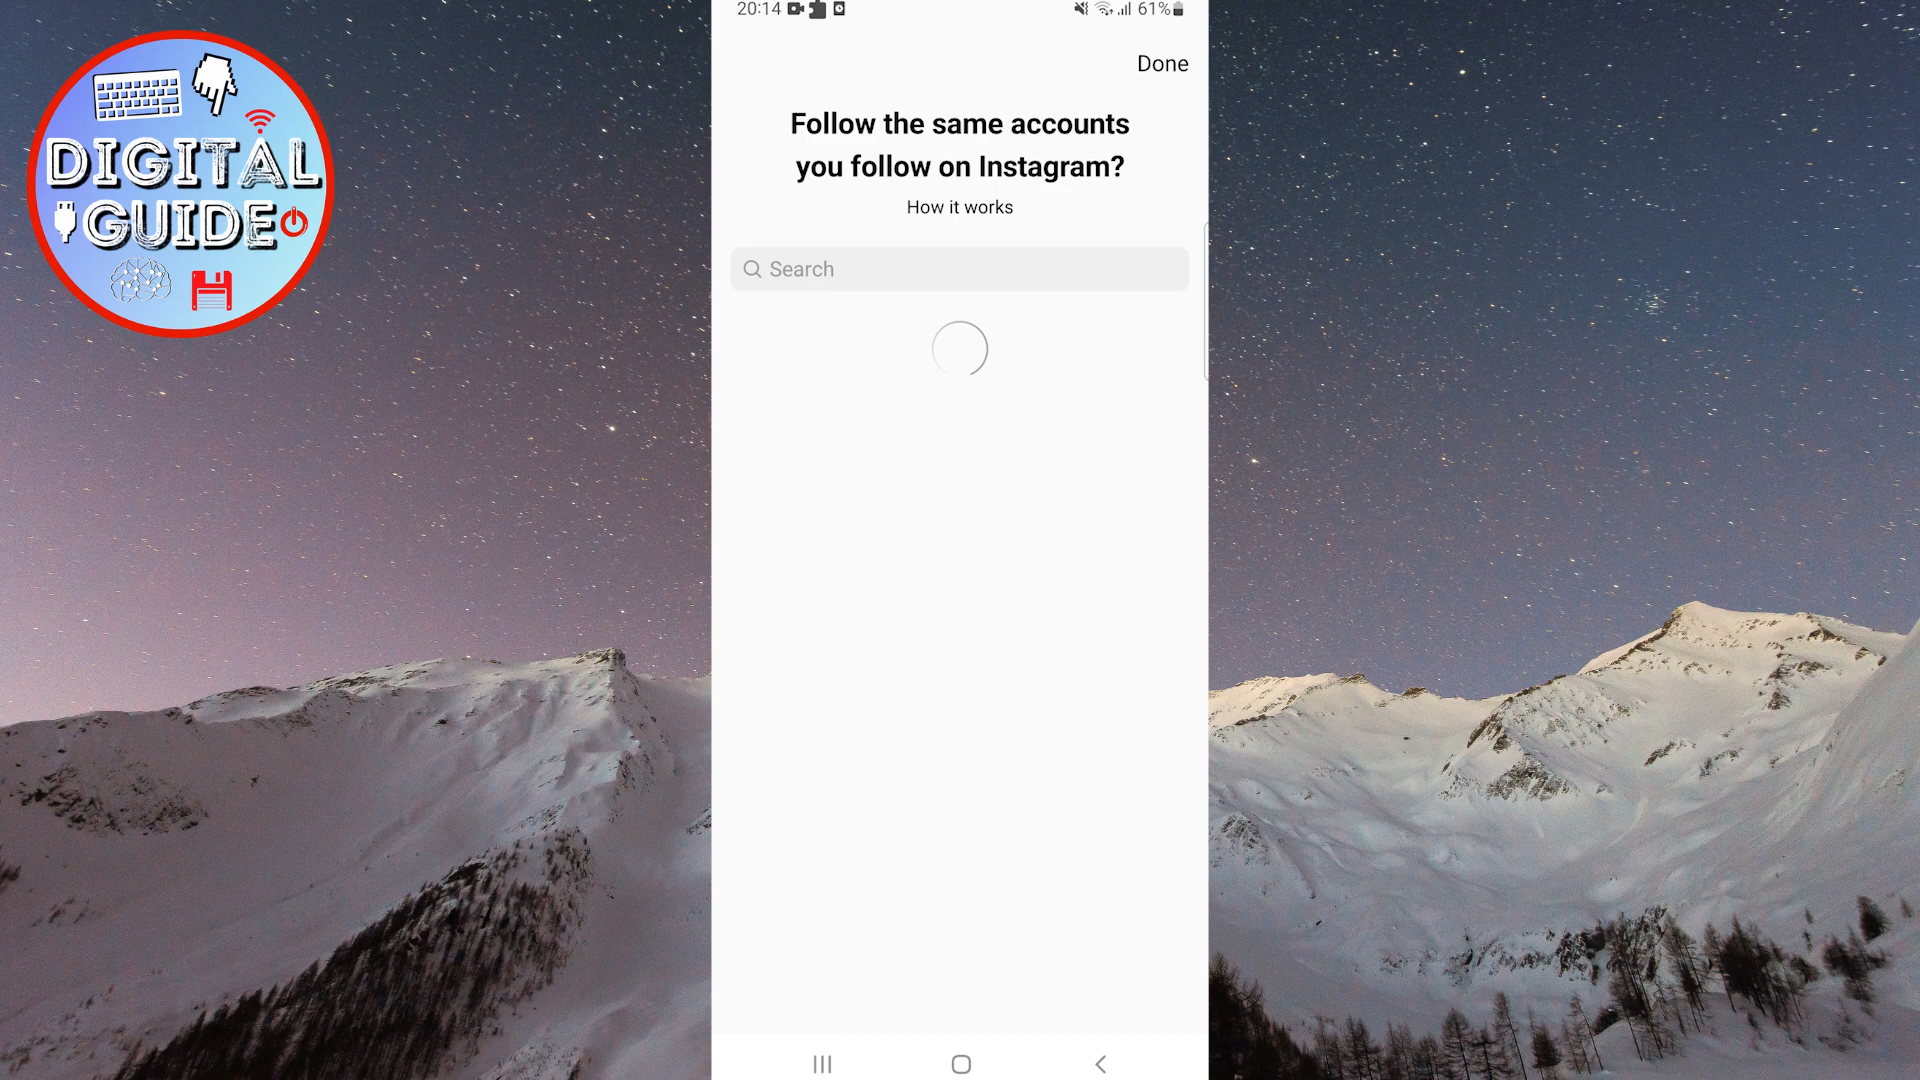 DIGITAL
GUIDE
20:14
61%
Done
Follow the same accounts
you follow on Instagram?
How it works
Search